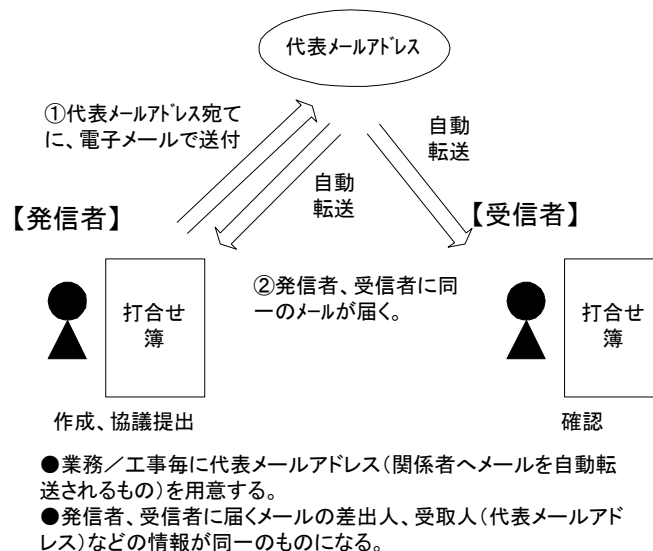 代表メールアドレス
①代表メールアドレス宛て
に、電子メールで送付
自動
転送
自動
転送
【発信者】
【受信者】
②発信者、受信者に同
一のメールが届く。
打合せ
簿
打合せ
簿
作成、協議提出
確認
●業務／工事毎に代表メールアドレス（関係者へメールを自動転
送されるもの）を用意する。
●発信者、受信者に届くメールの差出人、受取人（代表メールアド
レス）などの情報が同一のものになる。